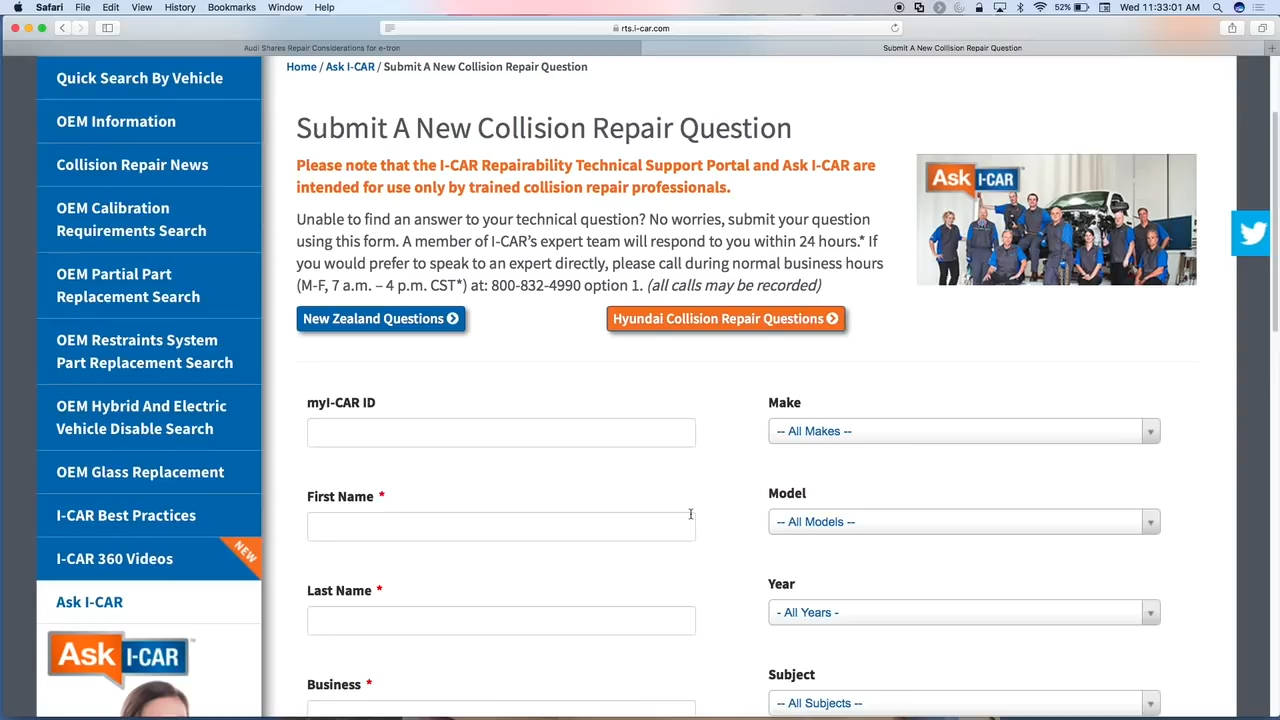 Safari File Edit View History Bookmarks Window Help
52% Wed 11:33:01 AM
rts.i-car.com
Audi Shares Repair Considerations for e-tron
Submit A New Collision Repair Question
Quick Search By Vehicle
OEM Information
Collision Repair News
OEM Calibration
Requirements Search
OEM Partial Part
Replacement Search
OEM Restraints System
Part Replacement Search
OEM Hybrid And Electric
Vehicle Disable Search
OEM Glass Replacement
I-CAR Best Practices
I-CAR 360 Videos
NEW
Ask I-CAR
Ask I-CAR™
Home / Ask I-CAR / Submit A New Collision Repair Question
Submit A New Collision Repair Question
Please note that the I-CAR Repairability Technical Support Portal and Ask I-CAR are
intended for use only by trained collision repair professionals.
Unable to find an answer to your technical question? No worries, submit your question
using this form. A member of I-CAR's expert team will respond to you within 24 hours.* If
you would prefer to speak to an expert directly, please call during normal business hours
(M-F, 7 a.m. – 4 p.m. CST*) at: 800-832-4990 option 1. (all calls may be recorded)
Ask I-CAR
New Zealand Questions
Hyundai Collision Repair Questions
myI-CAR ID
First Name *
Last Name *
Business *
Make
-- All Makes --
Model
-- All Models --
Year
- All Years -
Subject
-- All Subjects --